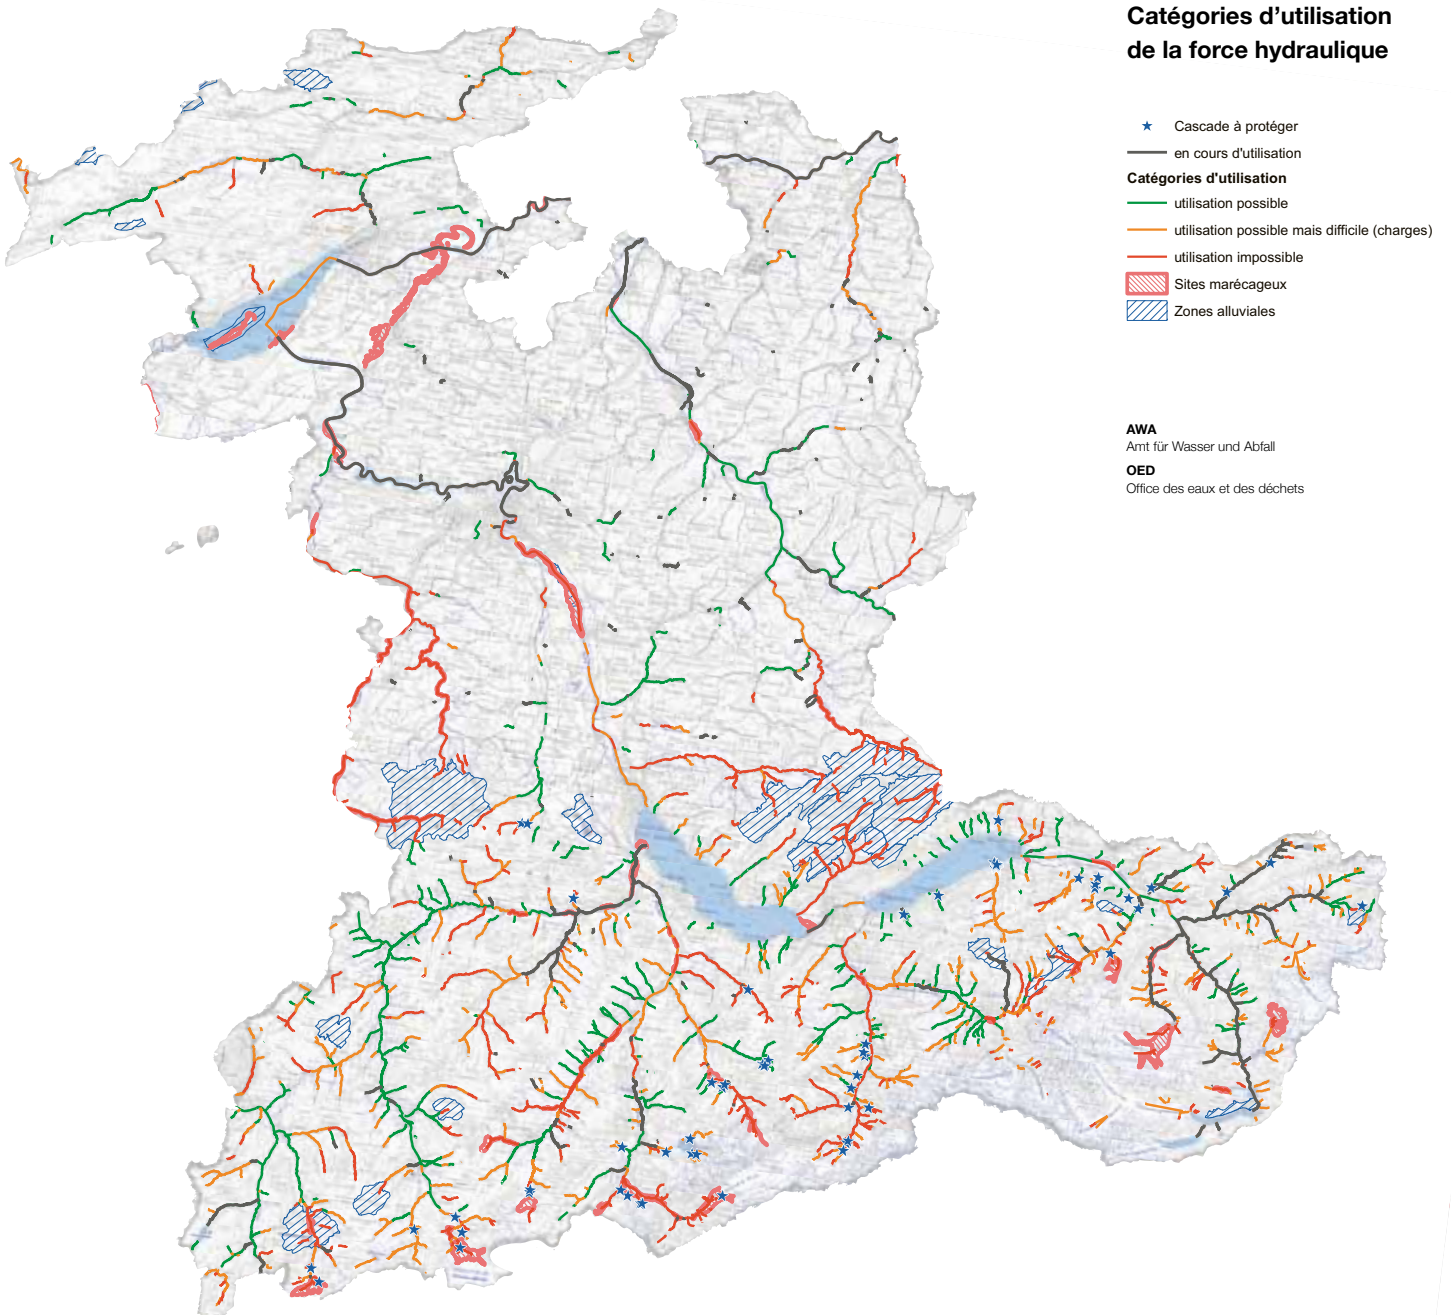 Catégories d’utilisation
de la force hydraulique
Cascade à protéger
en cours d'utilisation
Catégories d'utilisation
utilisation possible
utilisation possible mais difficile (charges)
utilisation impossible
Sites marécageux
Zones alluviales
AWA
Amt für Wasser und Abfall
OED
Office des eaux et des déchets